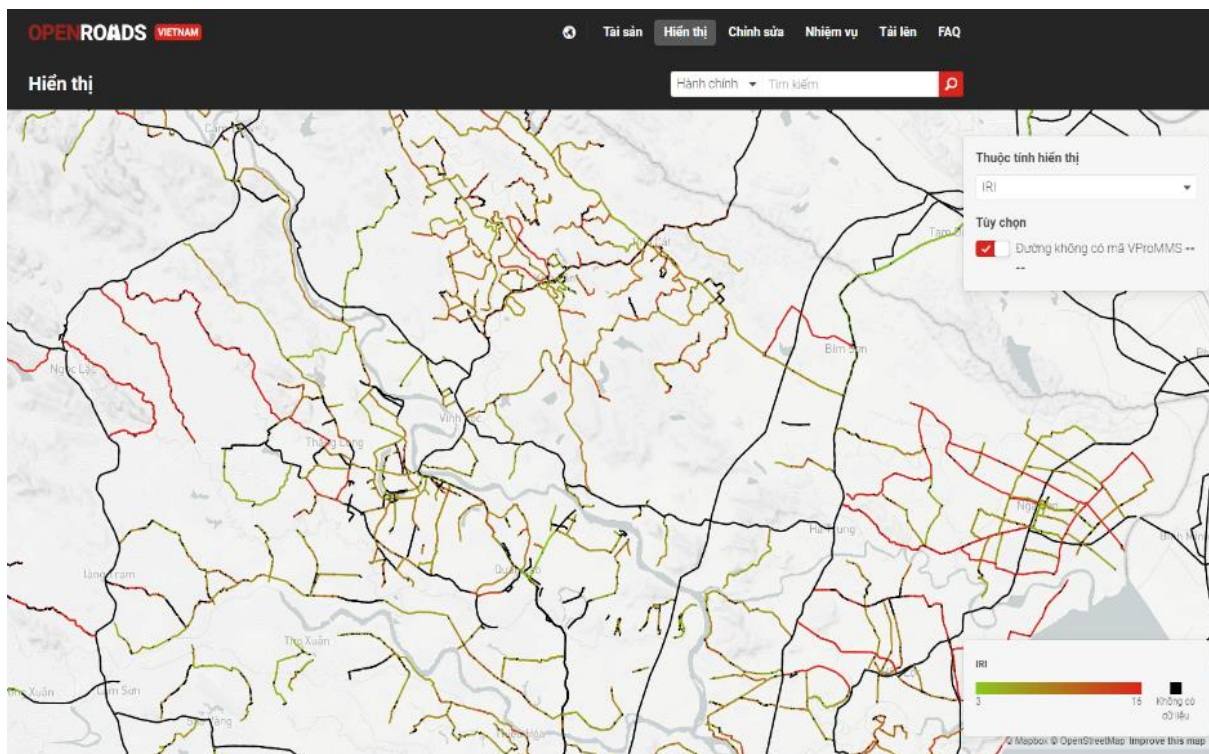 OPENROADS VIETNAM
Tài sản Hiển thị Chỉnh sửa Nhiệm vụ Tải lên FAQ
Hiển thị
Hành chính Tìm kiếm
Thuộc tính hiển thị
IRI
Tùy chọn
Đường không có mã VProMMS --
--
Bỉm Sơn
Ngọc Lặc
Thăng Long
Hà Trung
Thọ Xuân
Lam Sơn
IRI
3 16 Không có
dữ liệu
© Mapbox © OpenStreetMap Improve this map